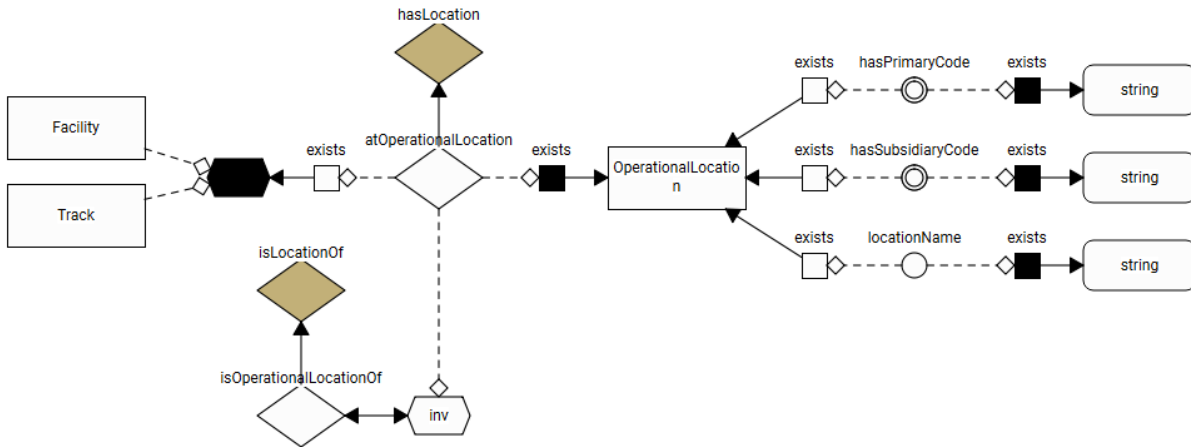 hasLocation
exists
hasPrimaryCode
exists
string
Facility
atOperationalLocation
exists
exists
OperationalLocatio
n
exists
hasSubsidiaryCode
exists
string
Track
exists
locationName
exists
string
isLocationOf
isOperationalLocationOf
inv